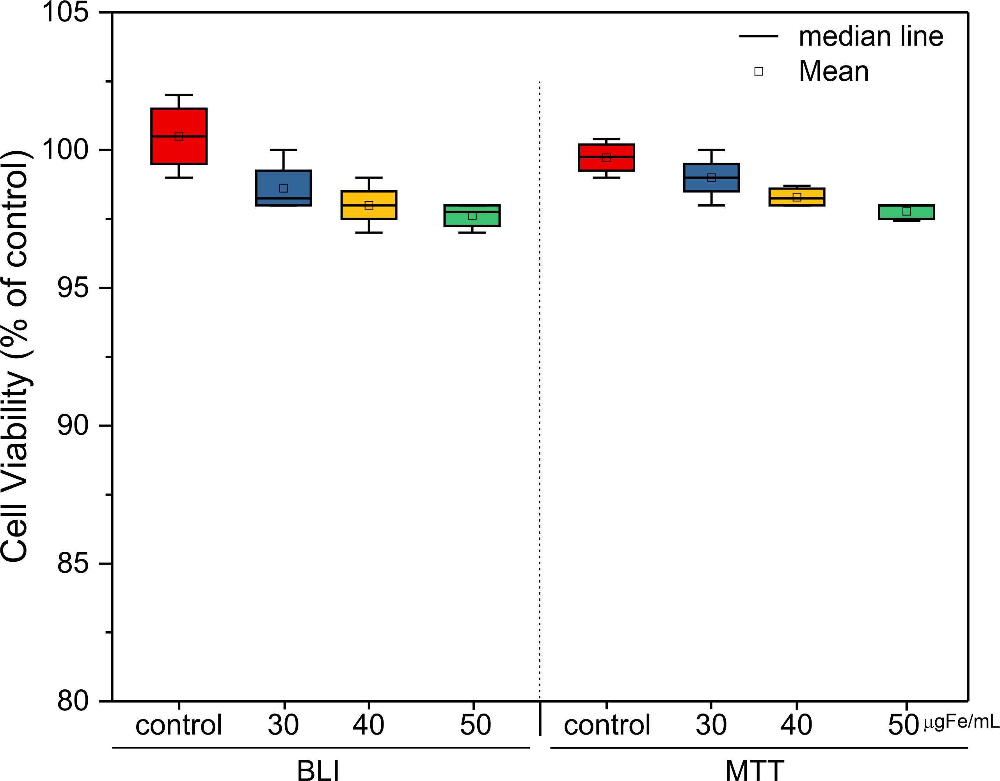 Cell Viability (% of control)
105
100
95
90
85
80
median line
Mean
control 30 40 50 control 30 40 50 µgFe/mL
BLI MTT